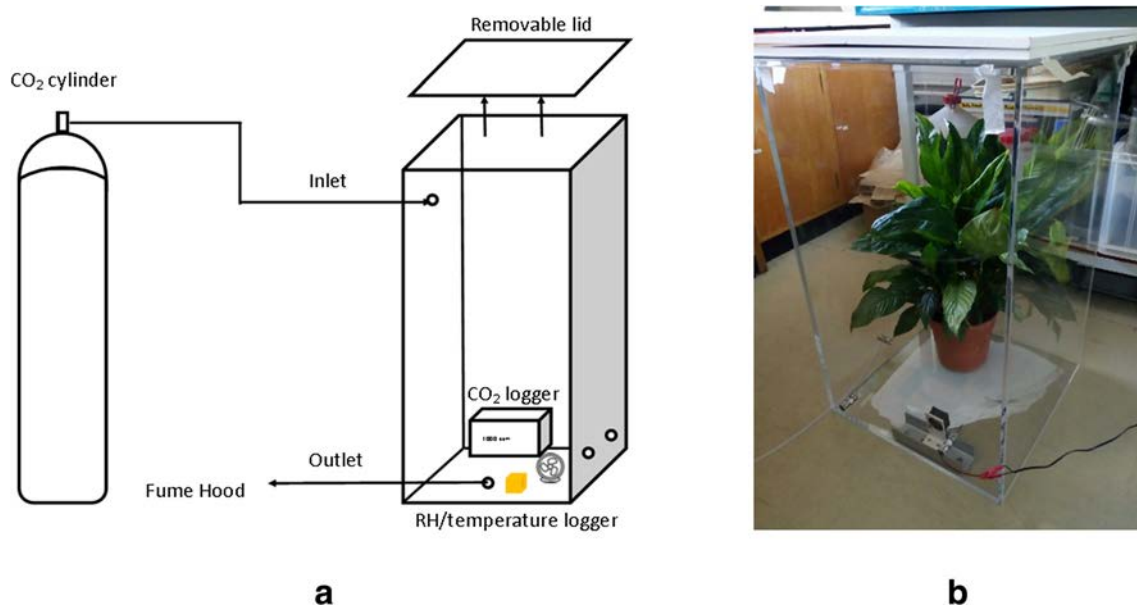 Removable lid
CO₂ cylinder
Inlet
CO₂ logger
Outlet
Fume Hood
RH/temperature logger
a
b